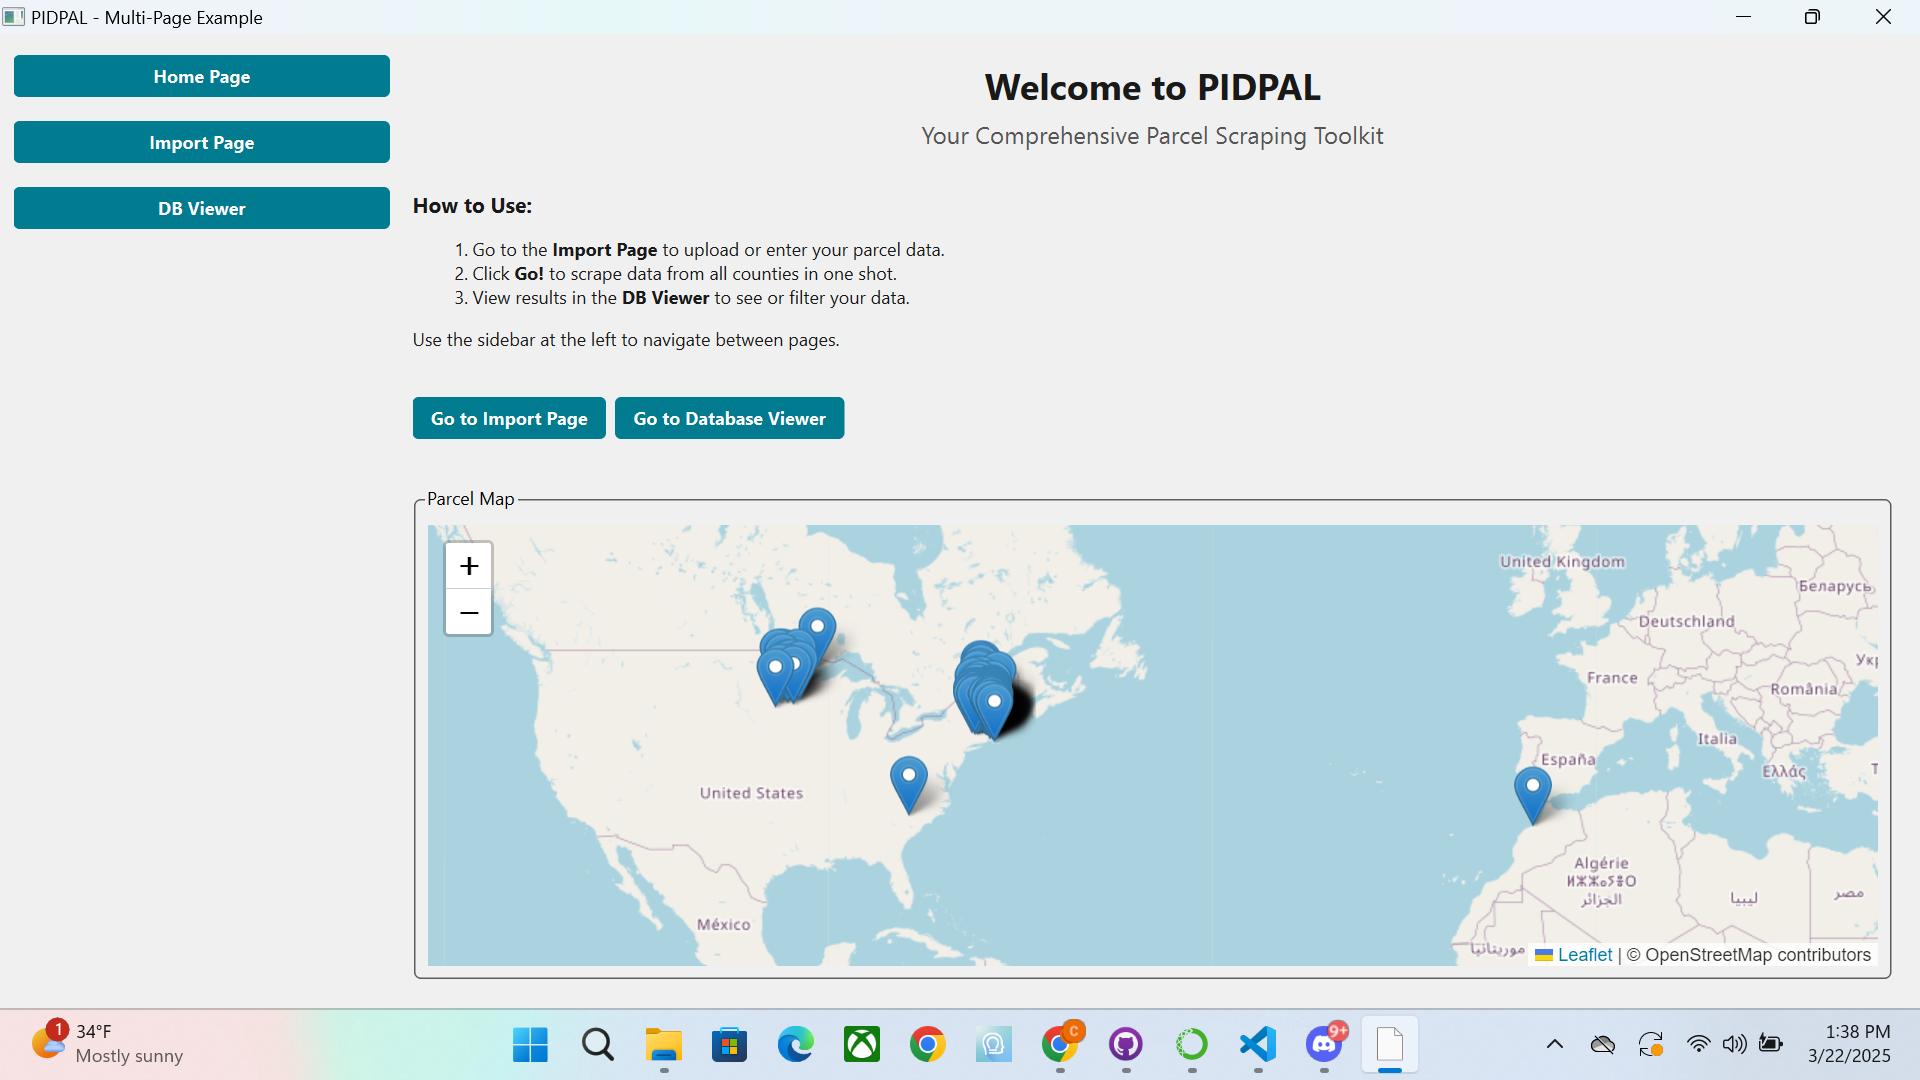 PIDPAL - Multi-Page Example
Home Page
Import Page
DB Viewer
Welcome to PIDPAL
Your Comprehensive Parcel Scraping Toolkit
How to Use:
1. Go to the Import Page to upload or enter your parcel data.
2. Click Go! to scrape data from all counties in one shot.
3. View results in the DB Viewer to see or filter your data.
Use the sidebar at the left to navigate between pages.
Go to Import Page
Go to Database Viewer
Parcel Map
+
−
United Kingdom
Беларусь
Deutschland
Укр
France
România
Italia
España
Ελλάς
T
United States
Algérie
ⵍⵣⵣⴰⵢⴻⵔ
الجزائر
ليبيا
مصر
México
موريتانيا
Leaflet | © OpenStreetMap contributors
1
34°F
Mostly sunny
C
9+
1:38 PM
3/22/2025